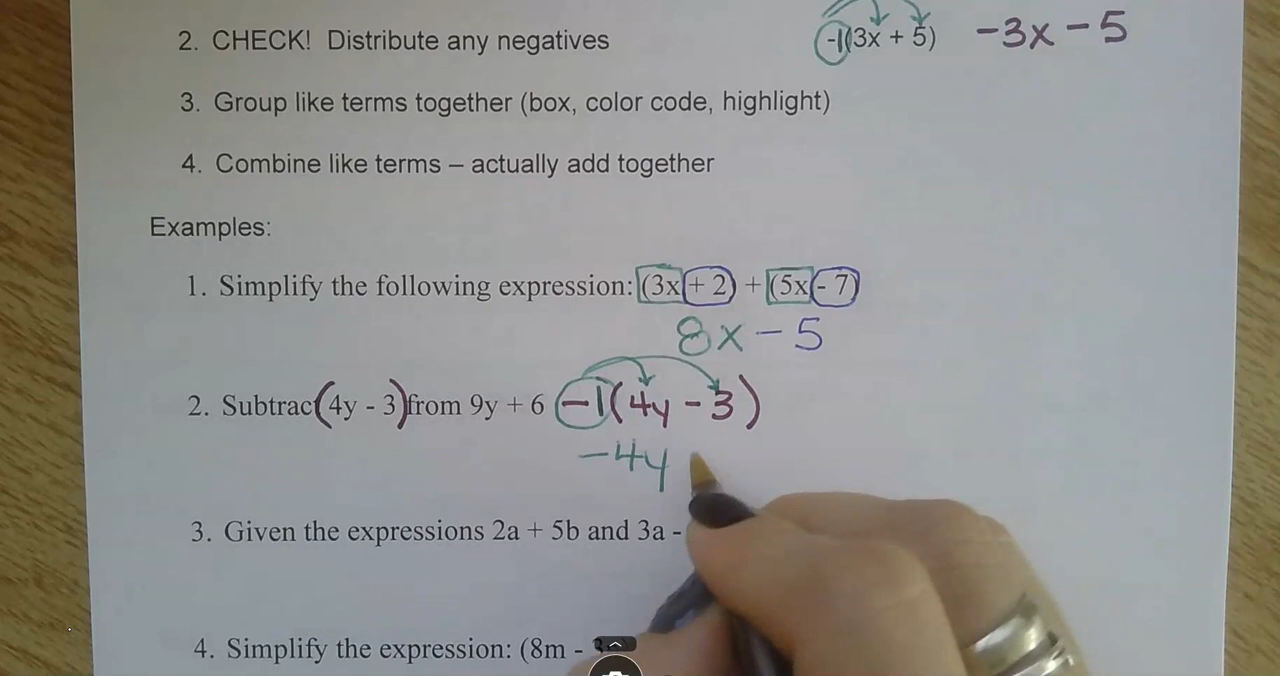 2. CHECK! Distribute any negatives -1(3x + 5) -3x - 5
3. Group like terms together (box, color code, highlight)
4. Combine like terms – actually add together
Examples:
1. Simplify the following expression: (3x + 2) + (5x - 7)
8x - 5
2. Subtract (4y - 3) from 9y + 6 -1(4y - 3)
-4y
3. Given the expressions 2a + 5b and 3a -
4. Simplify the expression: (8m -